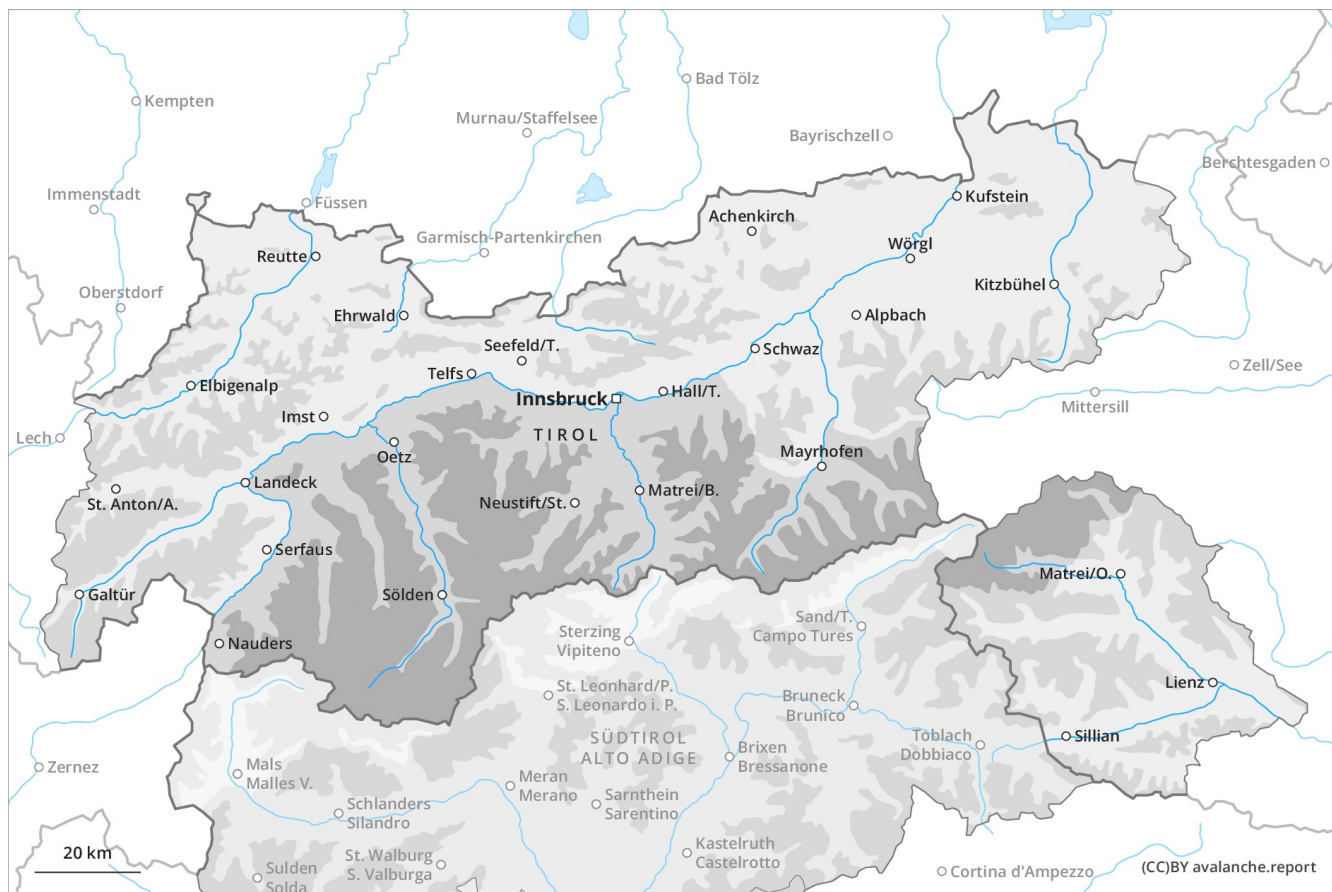 Bad Tölz
Kempten
Murnau/Staffelsee
Bayrischzell
Berchtesgaden
Immenstadt
Füssen
Kufstein
Achenkirch
Garmisch-Partenkirchen
Wörgl
Reutte
Kitzbühel
Oberstdorf
Ehrwald
Alpbach
Seefeld/T.
Schwaz
Zell/See
Telfs
Elbigenalp
Innsbruck
Hall/T.
Mittersill
Imst
Lech
TIROL
Oetz
Mayrhofen
Landeck
St. Anton/A.
Neustift/St.
Matrei/B.
Serfaus
Matrei/O.
Galtür
Sölden
Sand/T.
Campo Tures
Sterzing
Vipiteno
Nauders
Lienz
St. Leonhard/P.
S. Leonardo i. P.
Bruneck
Brunico
Sillian
SÜDTIROL
ALTO ADIGE
Toblach
Dobbiaco
Brixen
Bressanone
Zernez
Mals
Malles V.
Meran
Merano
Schlanders
Silandro
Sarnthein
Sarentino
20 km
St. Walburg
S. Valburga
Kastelruth
Castelrotto
Sulden
Solda
Cortina d'Ampezzo
(CC)BY avalanche.report